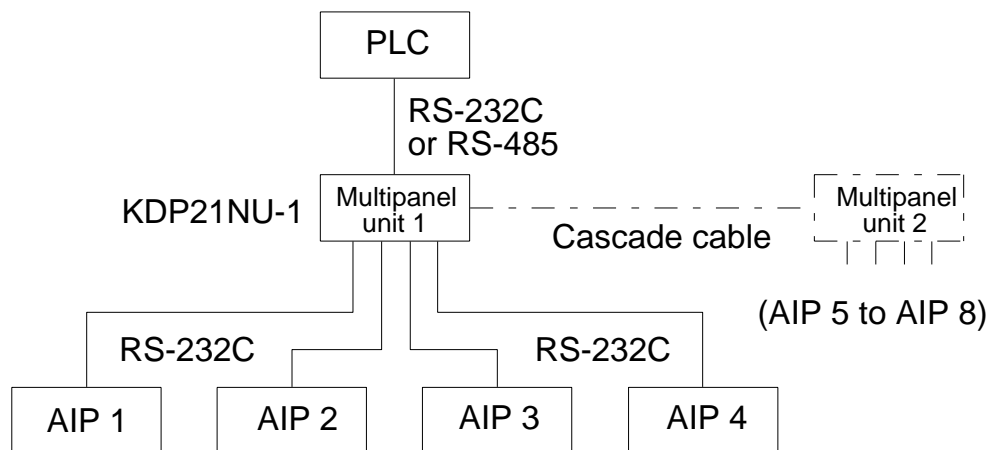 PLC
RS-232C
or RS-485
KDP21NU-1
Multipanel
unit 1
Cascade cable
Multipanel
unit 2
(AIP 5 to AIP 8)
RS-232C
RS-232C
AIP 1
AIP 2
AIP 3
AIP 4